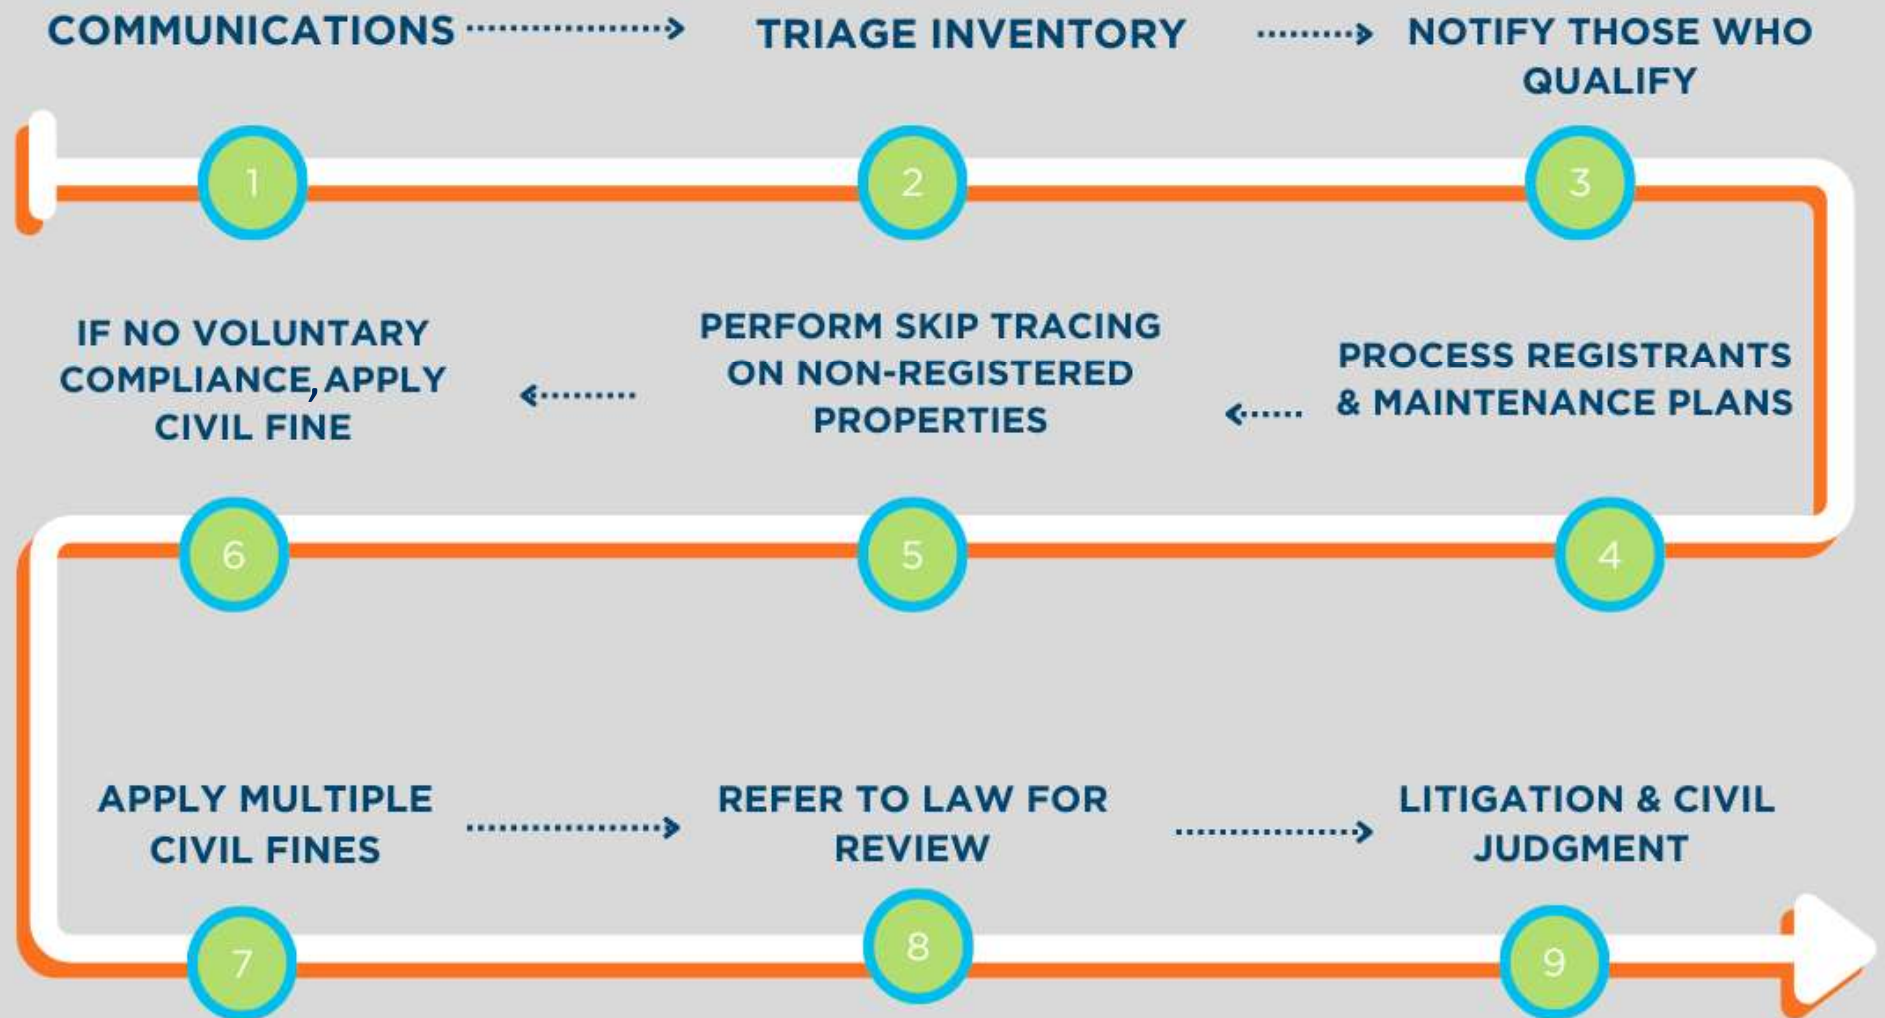 COMMUNICATIONS
TRIAGE INVENTORY
NOTIFY THOSE WHO
QUALIFY
1
2
3
PROCESS REGISTRANTS
& MAINTENANCE PLANS
4
PERFORM SKIP TRACING
ON NON-REGISTERED
PROPERTIES
5
IF NO VOLUNTARY
COMPLIANCE, APPLY
CIVIL FINE
6
APPLY MULTIPLE
CIVIL FINES
7
REFER TO LAW FOR
REVIEW
8
LITIGATION & CIVIL
JUDGMENT
9